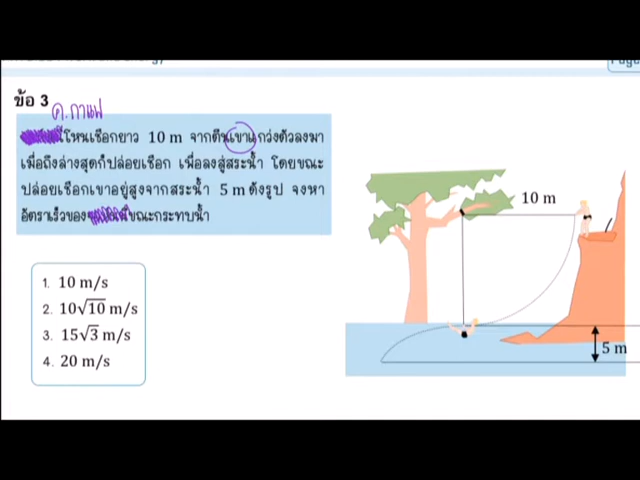 ข้อ 3
ค.กาแฟ
โหนเชือกยาว 10 m จากตีนเขาแกว่งตัวลงมา
เมื่อถึงล่างสุดก็ปล่อยเชือก เพื่อลงสู่สระน้ำ โดยขณะ
ปล่อยเชือกเขาอยู่สูงจากสระน้ำ 5 m ดังรูป จงหา
อัตราเร็วของ ขณะกระทบน้ำ
1. 10 m/s
2. 10√10 m/s
3. 15√3 m/s
4. 20 m/s
10 m
5 m